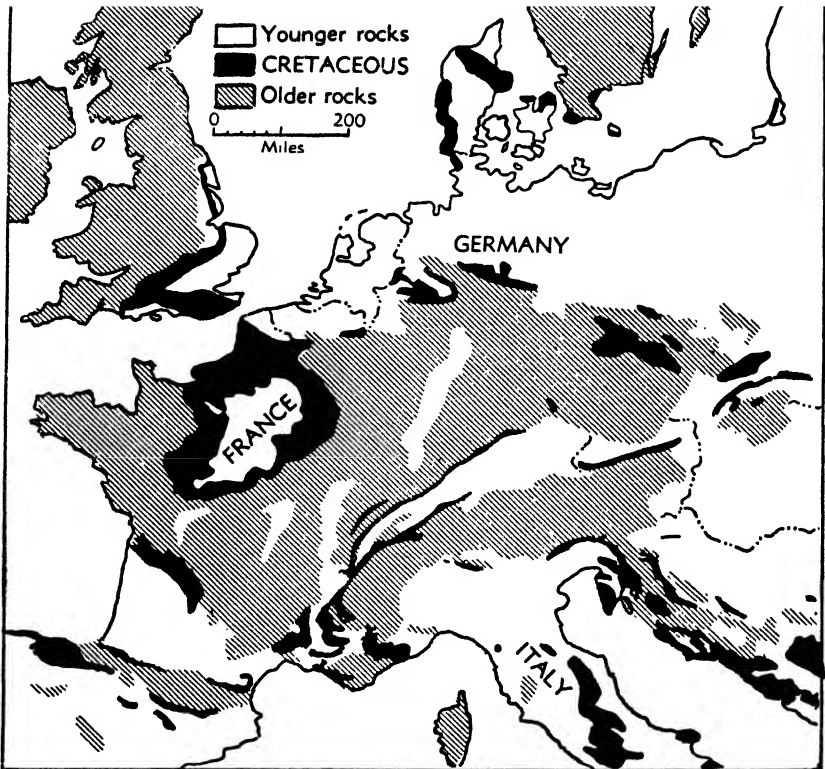 Younger rocks
CRETACEOUS
Older rocks
0 200
Miles
GERMANY
FRANCE
ITALY